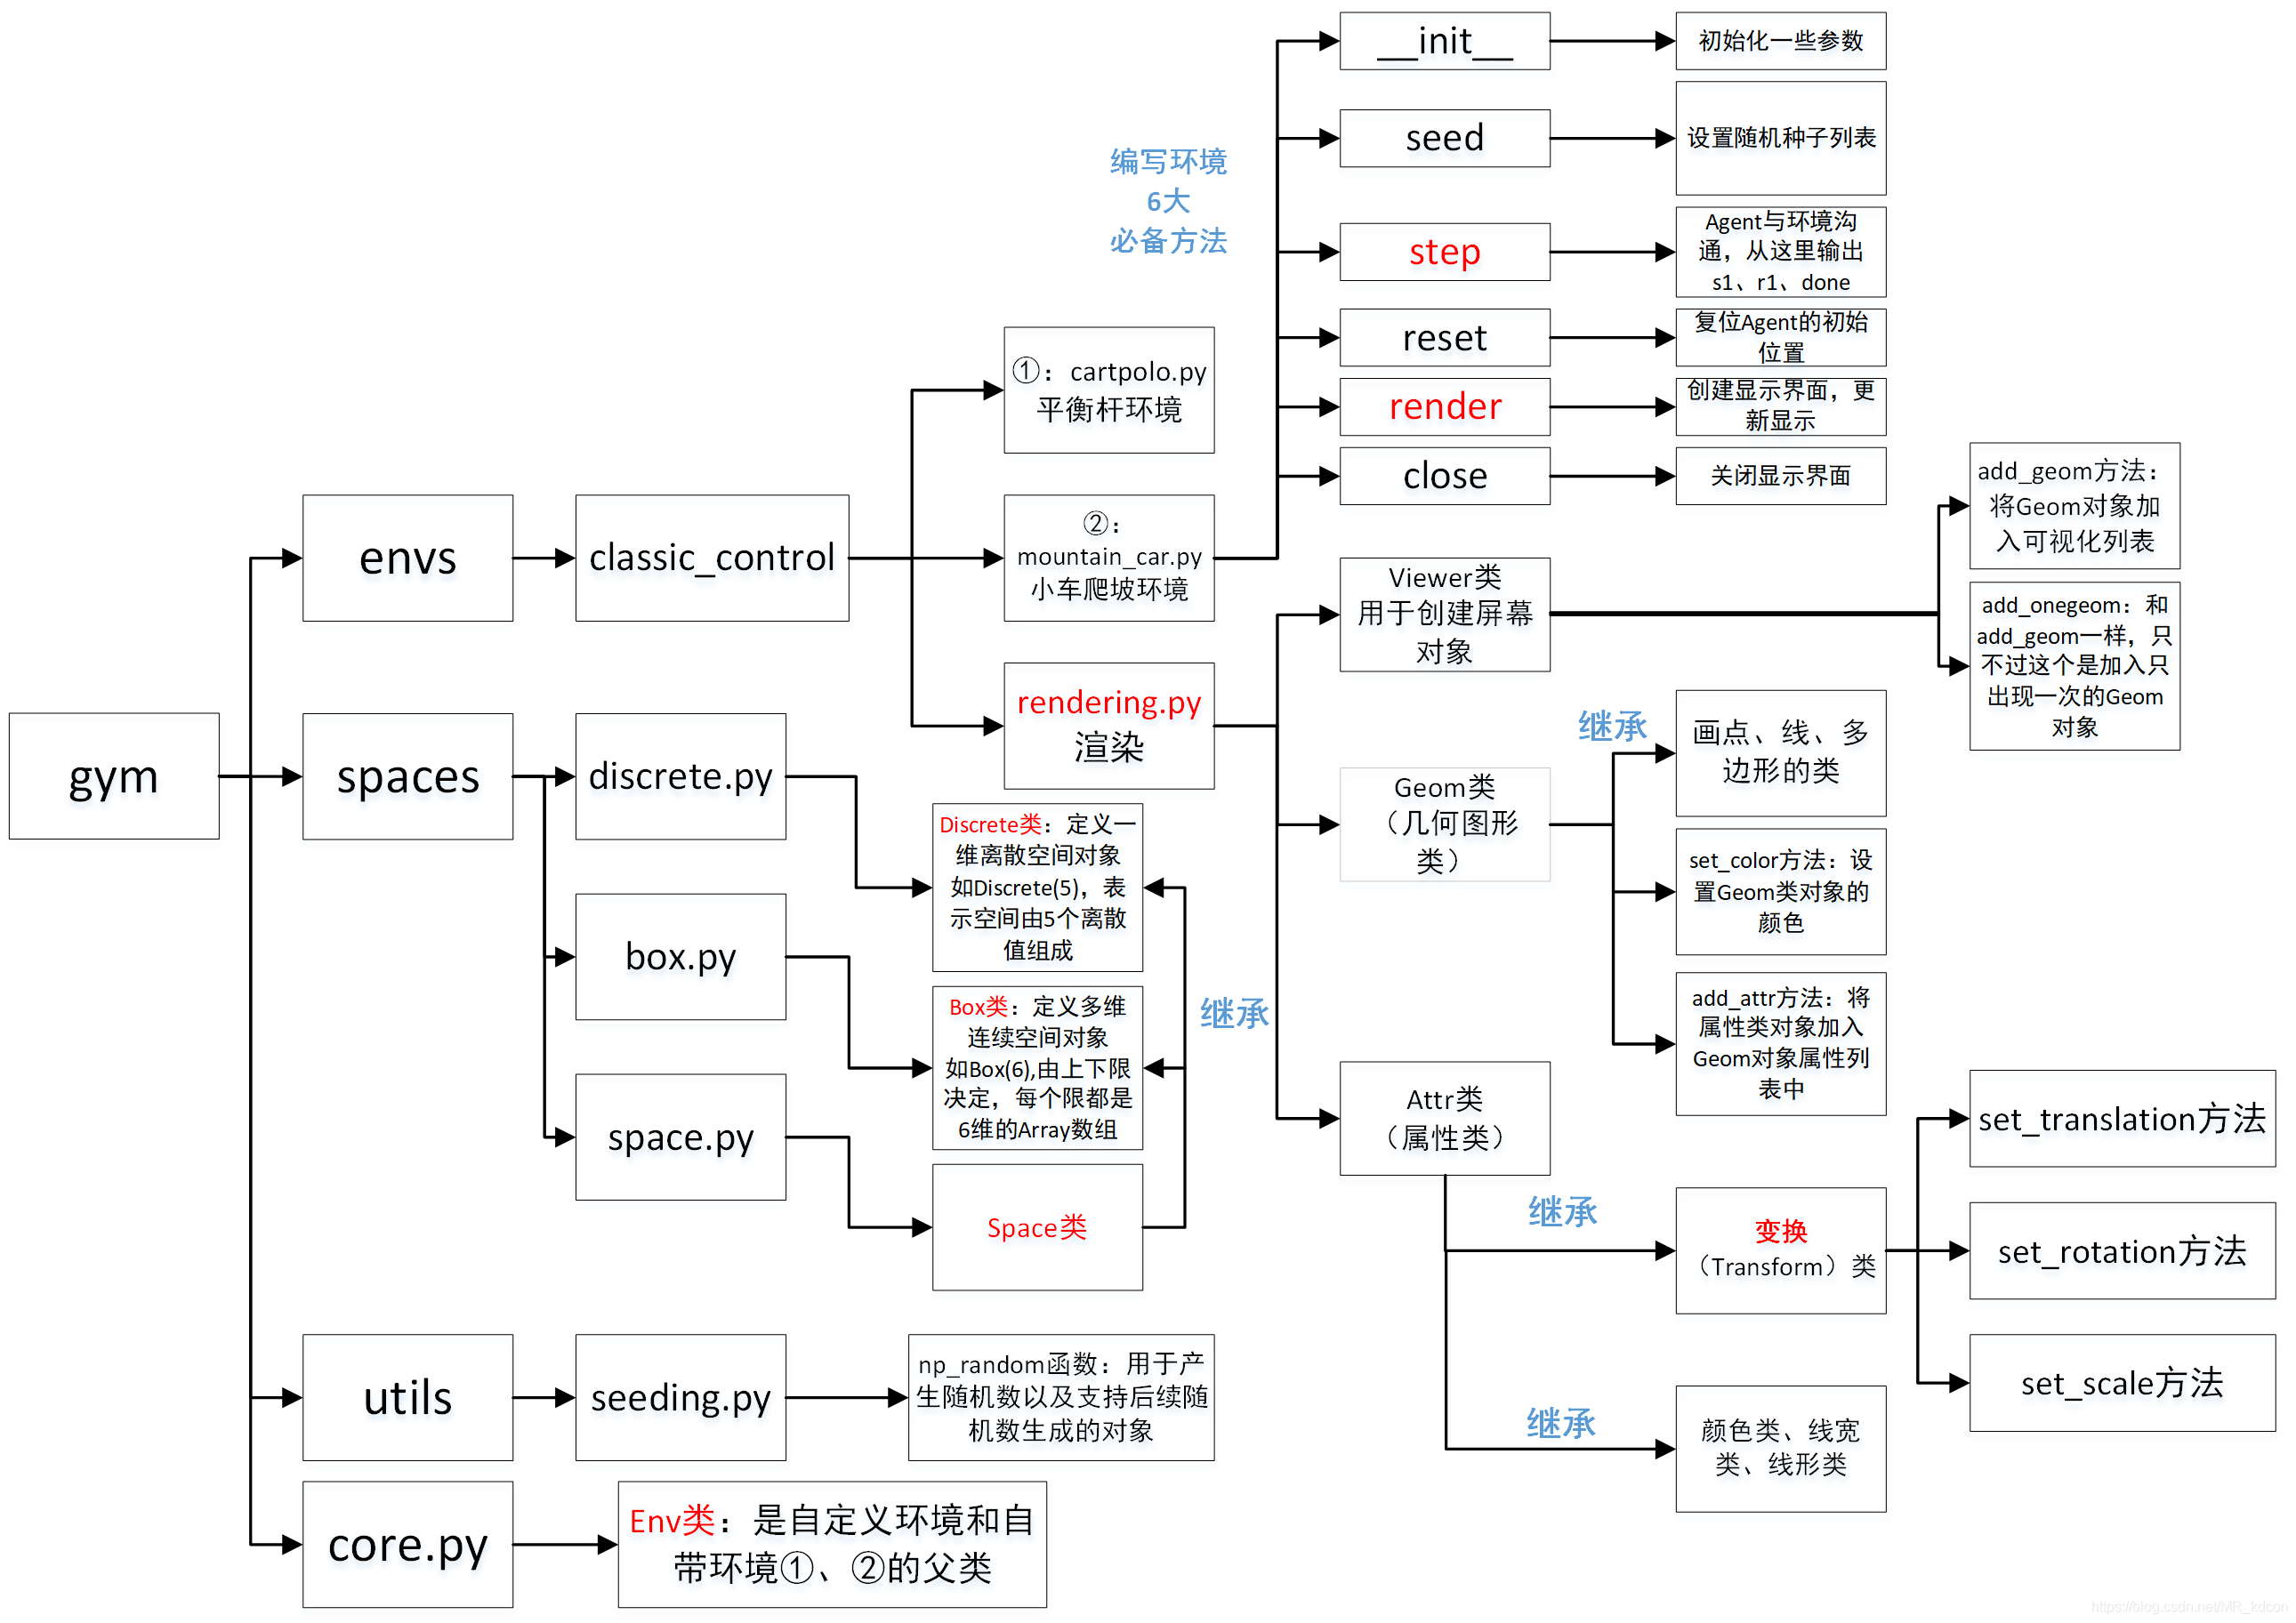 gym
envs
classic_control
①：cartpolo.py
平衡杆环境
②：
mountain_car.py
小车爬坡环境
rendering.py
渲染
编写环境
6大
必备方法
__init__
初始化一些参数
seed
设置随机种子列表
step
Agent与环境沟
通，从这里输出
s1、r1、done
reset
复位Agent的初始
位置
render
创建显示界面，更
新显示
close
关闭显示界面
Viewer类
用于创建屏幕
对象
add_geom方法：
将Geom对象加
入可视化列表
add_onegeom：和
add_geom一样，只
不过这个是加入只
出现一次的Geom
对象
Geom类
（几何图形
类）
继承
画点、线、多
边形的类
set_color方法：设
置Geom类对象的
颜色
add_attr方法：将
属性类对象加入
Geom对象属性列
表中
Attr类
（属性类）
继承
变换
（Transform）类
set_translation方法
set_rotation方法
set_scale方法
继承
颜色类、线宽
类、线形类
spaces
discrete.py
Discrete类：定义一
维离散空间对象
如Discrete(5)，表
示空间由5个离散
值组成
box.py
Box类：定义多维
连续空间对象
如Box(6),由上下限
决定，每个限都是
6维的Array数组
继承
space.py
Space类
utils
seeding.py
np_random函数：用于产
生随机数以及支持后续随
机数生成的对象
core.py
Env类：是自定义环境和自
带环境①、②的父类
https://blog.csdn.net/MR_kdcon